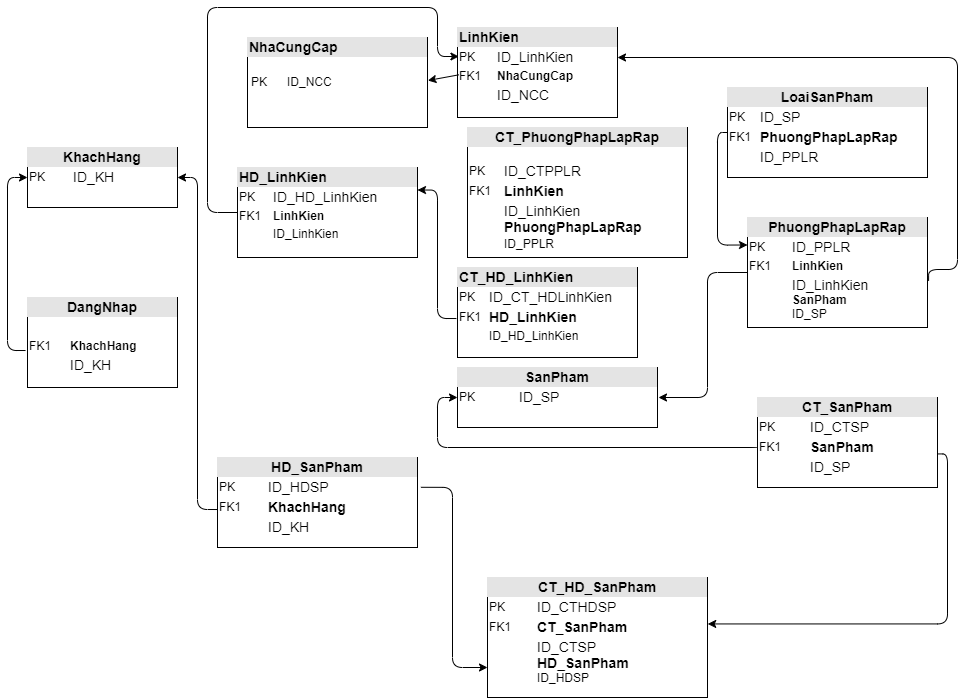 NhaCungCap
PK ID_NCC
LinhKien
PK ID_LinhKien
FK1 NhaCungCap
ID_NCC
LoaiSanPham
PK ID_SP
FK1 PhuongPhapLapRap
ID_PPLR
CT_PhuongPhapLapRap
PK ID_CTPPLR
FK1 LinhKien
ID_LinhKien
PhuongPhapLapRap
ID_PPLR
KhachHang
PK ID_KH
HD_LinhKien
PK ID_HD_LinhKien
FK1 LinhKien
ID_LinhKien
PhuongPhapLapRap
PK ID_PPLR
FK1 LinhKien
ID_LinhKien
SanPham
ID_SP
CT_HD_LinhKien
PK ID_CT_HDLinhKien
FK1 HD_LinhKien
ID_HD_LinhKien
DangNhap
FK1 KhachHang
ID_KH
SanPham
PK ID_SP
CT_SanPham
PK ID_CTSP
FK1 SanPham
ID_SP
HD_SanPham
PK ID_HDSP
FK1 KhachHang
ID_KH
CT_HD_SanPham
PK ID_CTHDSP
FK1 CT_SanPham
ID_CTSP
HD_SanPham
ID_HDSP